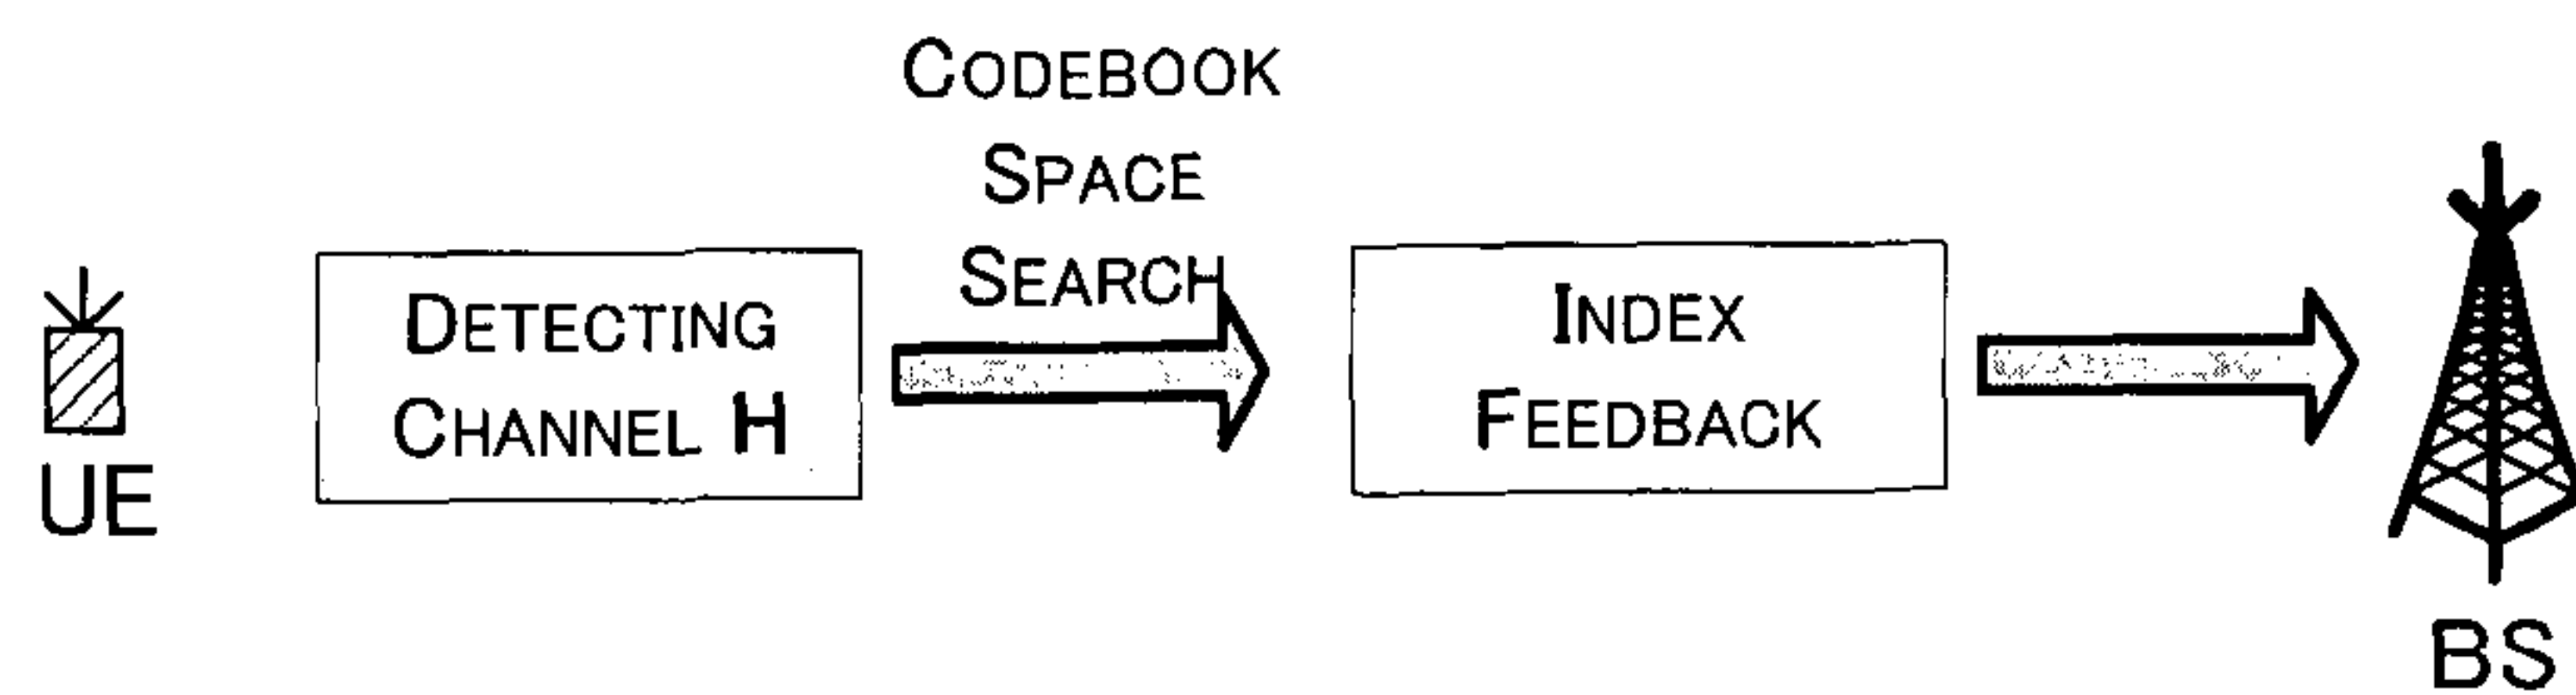 CODEBOOK
SPACE
SEARCH
DETECTING
CHANNEL H
INDEX
FEEDBACK
UE
BS